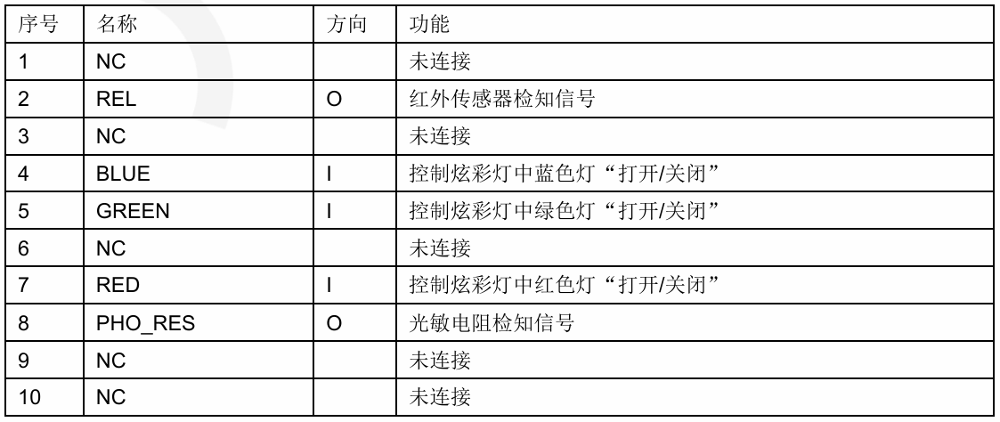 序号 名称 方向 功能
1 NC 未连接
2 REL O 红外传感器检知信号
3 NC 未连接
4 BLUE I 控制炫彩灯中蓝色灯“打开/关闭”
5 GREEN I 控制炫彩灯中绿色灯“打开/关闭”
6 NC 未连接
7 RED I 控制炫彩灯中红色灯“打开/关闭”
8 PHO_RES O 光敏电阻检知信号
9 NC 未连接
10 NC 未连接